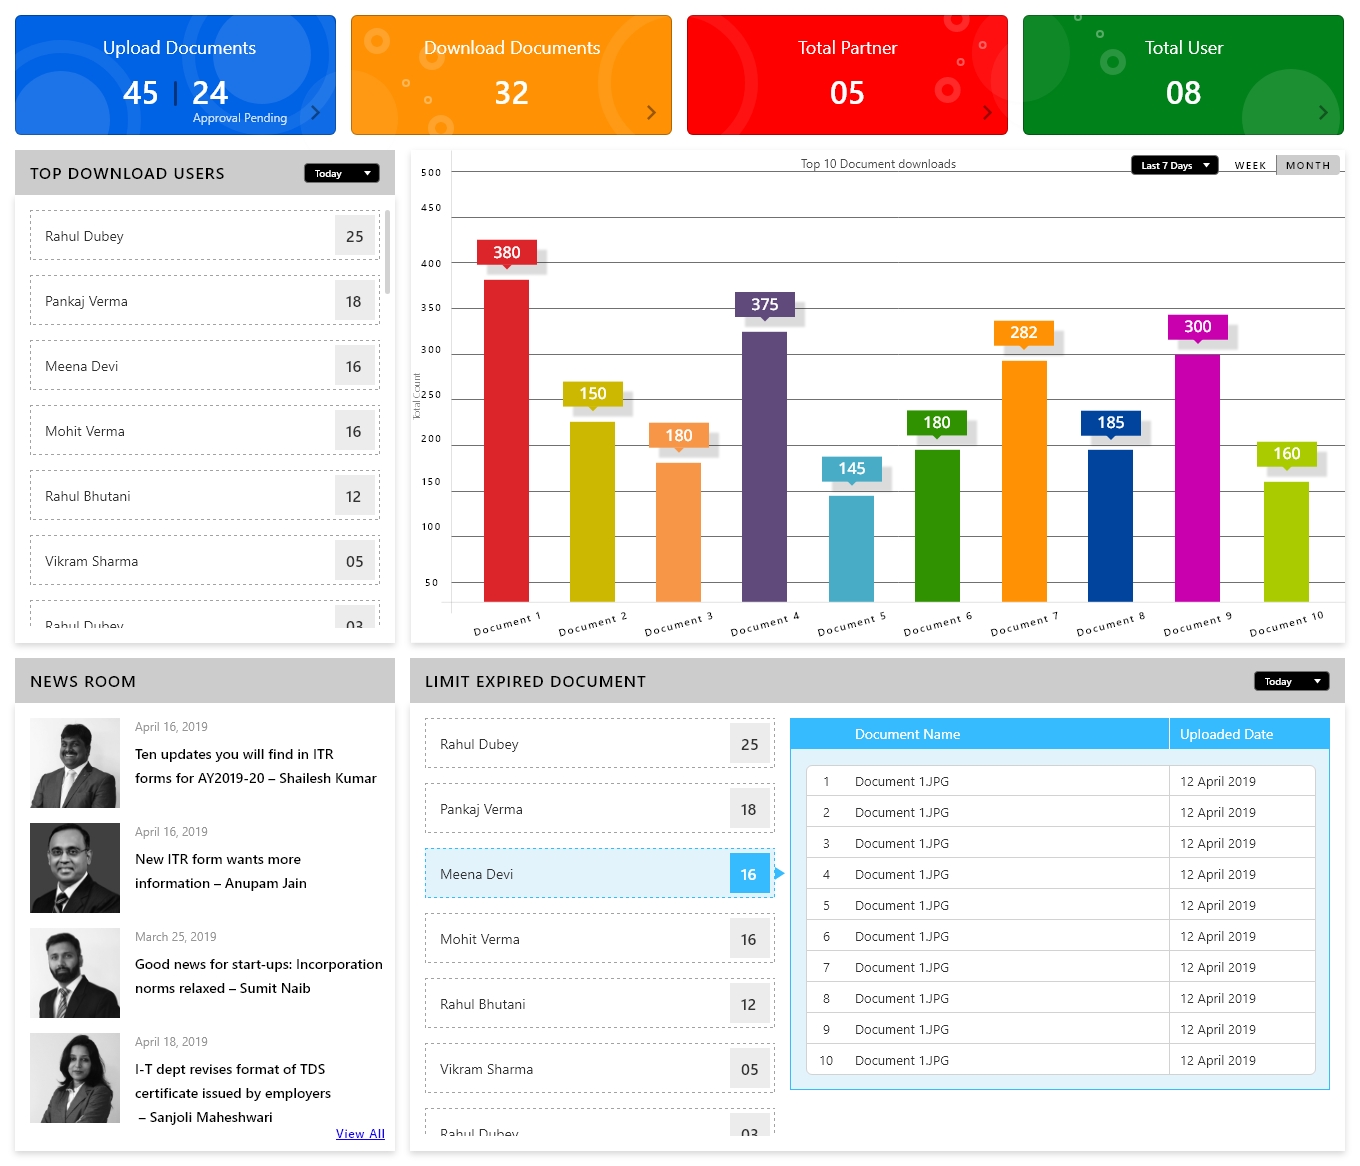 Upload Documents
45 | 24
Approval Pending
Download Documents
32
Total Partner
05
Total User
08
TOP DOWNLOAD USERS
Today
Rahul Dubey 25
Pankaj Verma 18
Meena Devi 16
Mohit Verma 16
Rahul Bhutani 12
Vikram Sharma 05
Rahul Dubey 03
Top 10 Document downloads
Last 7 Days
WEEK
MONTH
Total Count
500
450
400
350
300
250
200
150
100
50
380
150
180
375
145
180
282
185
300
160
Document 1
Document 2
Document 3
Document 4
Document 5
Document 6
Document 7
Document 8
Document 9
Document 10
NEWS ROOM
April 16, 2019
Ten updates you will find in ITR
forms for AY2019-20 – Shailesh Kumar
April 16, 2019
New ITR form wants more
information – Anupam Jain
March 25, 2019
Good news for start-ups: Incorporation
norms relaxed – Sumit Naib
April 18, 2019
I-T dept revises format of TDS
certificate issued by employers
– Sanjoli Maheshwari
View All
LIMIT EXPIRED DOCUMENT
Today
Rahul Dubey 25
Pankaj Verma 18
Meena Devi 16
Mohit Verma 16
Rahul Bhutani 12
Vikram Sharma 05
Rahul Dubey 03
Document Name Uploaded Date
1 Document 1.JPG 12 April 2019
2 Document 1.JPG 12 April 2019
3 Document 1.JPG 12 April 2019
4 Document 1.JPG 12 April 2019
5 Document 1.JPG 12 April 2019
6 Document 1.JPG 12 April 2019
7 Document 1.JPG 12 April 2019
8 Document 1.JPG 12 April 2019
9 Document 1.JPG 12 April 2019
10 Document 1.JPG 12 April 2019